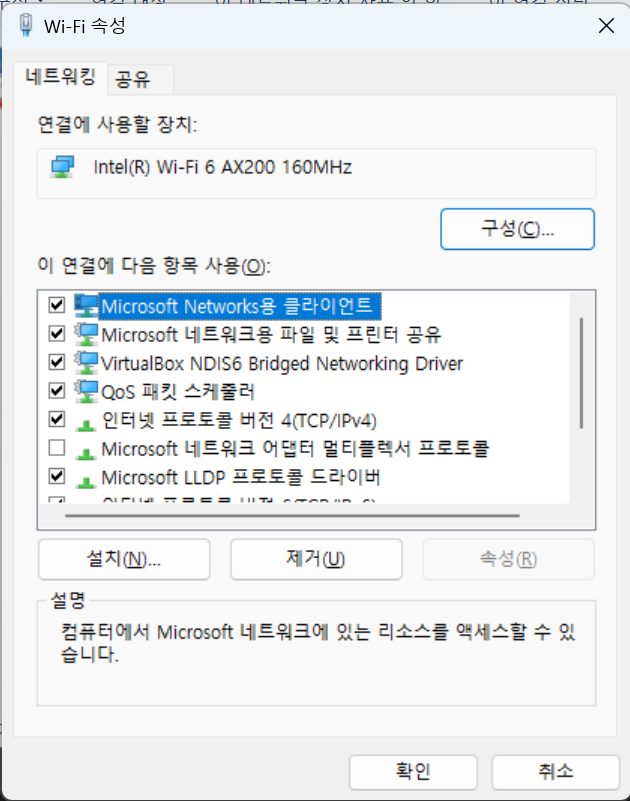 Wi-Fi 속성
네트워킹
공유
연결에 사용할 장치:
Intel(R) Wi-Fi 6 AX200 160MHz
구성(C)...
이 연결에 다음 항목 사용(O):
Microsoft Networks용 클라이언트
Microsoft 네트워크용 파일 및 프린터 공유
VirtualBox NDIS6 Bridged Networking Driver
QoS 패킷 스케줄러
인터넷 프로토콜 버전 4(TCP/IPv4)
Microsoft 네트워크 어댑터 멀티플렉서 프로토콜
Microsoft LLDP 프로토콜 드라이버
설치(N)...
제거(U)
속성(R)
설명
컴퓨터에서 Microsoft 네트워크에 있는 리소스를 액세스할 수 있
습니다.
확인
취소